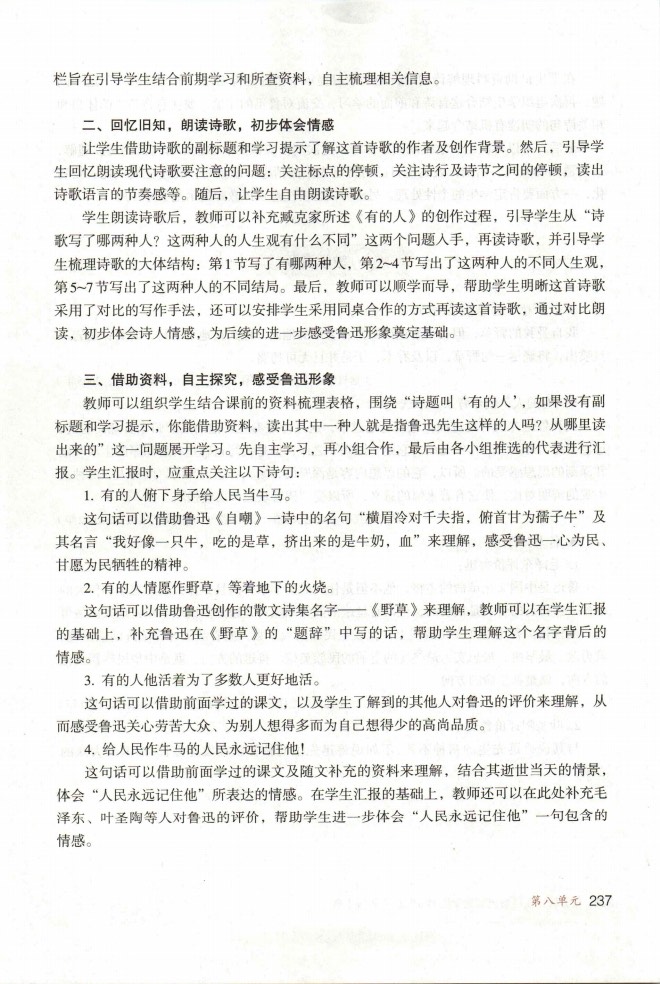 栏旨在引导学生结合前期学习和所查资料，自主梳理相关信息。
二、回忆旧知，朗读诗歌，初步体会情感
让学生借助诗歌的副标题和学习提示了解这首诗歌的作者及创作背景。然后，引导学
生回忆朗读现代诗歌要注意的问题：关注标点的停顿，关注诗行及诗节之间的停顿，读出
诗歌语言的节奏感等。随后，让学生自由朗读诗歌。
学生朗读诗歌后，教师可以补充臧克家所述《有的人》的创作过程，引导学生从“诗
歌写了哪两种人？这两种人的人生观有什么不同”这两个问题入手，再读诗歌，并引导学
生梳理诗歌的大体结构：第1节写了有哪两种人，第2~4节写出了这两种人的不同人生观，
第5~7节写出了这两种人的不同结局。最后，教师可以顺学而导，帮助学生明晰这首诗歌
采用了对比的写作手法，还可以安排学生采用同桌合作的方式再读这首诗歌，通过对比朗
读，初步体会诗人情感，为后续的进一步感受鲁迅形象奠定基础。
三、借助资料，自主探究，感受鲁迅形象
教师可以组织学生结合课前的资料梳理表格，围绕“诗题叫‘有的人’，如果没有副
标题和学习提示，你能借助资料，读出其中一种人就是指鲁迅先生这样的人吗？从哪里读
出来的”这一问题展开学习。先自主学习，再小组合作，最后由各小组推选的代表进行汇
报。学生汇报时，应重点关注以下诗句：
1. 有的人俯下身子给人民当牛马。
这句话可以借助鲁迅《自嘲》一诗中的名句“横眉冷对千夫指，俯首甘为孺子牛”及
其名言“我好像一只牛，吃的是草，挤出来的是牛奶，血”来理解，感受鲁迅一心为民、
甘愿为民牺牲的精神。
2. 有的人情愿作野草，等着地下的火烧。
这句话可以借助鲁迅创作的散文诗集名字——《野草》来理解，教师可以在学生汇报
的基础上，补充鲁迅在《野草》的“题辞”中写的话，帮助学生理解这个名字背后的
情感。
3. 有的人他活着为了多数人更好地活。
这句话可以借助前面学过的课文，以及学生了解到的其他人对鲁迅的评价来理解，从
而感受鲁迅关心劳苦大众、为别人想得多而为自己想得少的高尚品质。
4. 给人民作牛马的人民永远记住他！
这句话可以借助前面学过的课文及随文补充的资料来理解，结合其逝世当天的情景，
体会“人民永远记住他”所表达的情感。在学生汇报的基础上，教师还可以在此处补充毛
泽东、叶圣陶等人对鲁迅的评价，帮助学生进一步体会“人民永远记住他”一句包含的
情感。
第八单元 237